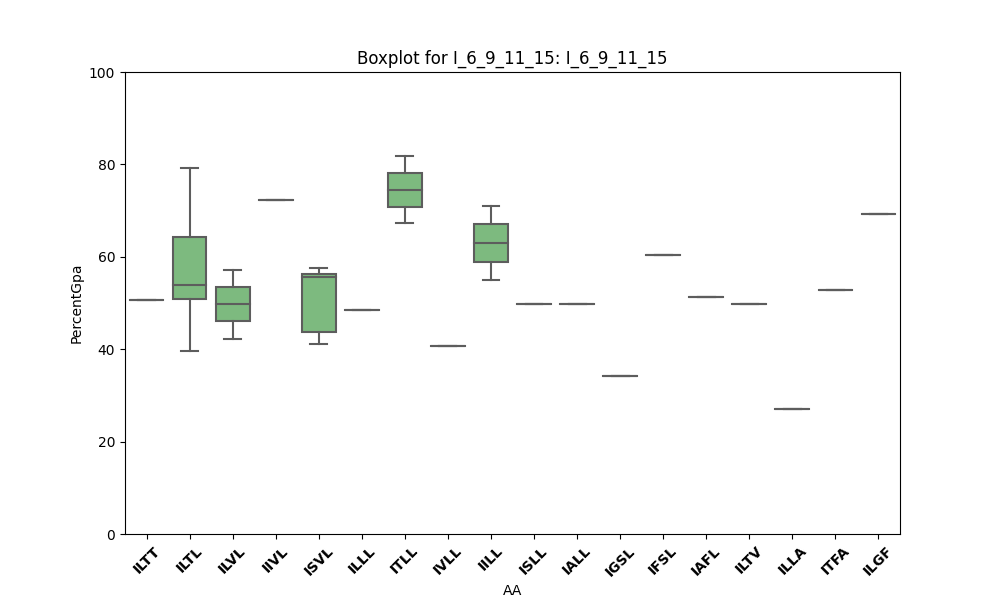 Boxplot for I_6_9_11_15: I_6_9_11_15
PercentGpa
100
80
60
40
20
0
ILTT
ILTL
ILVL
IIVL
ISVL
ILLL
ITLL
IVLL
IILL
ISLL
IALL
IGSL
IFSL
IAFL
ILTV
ILLA
ITFA
ILGF
AA